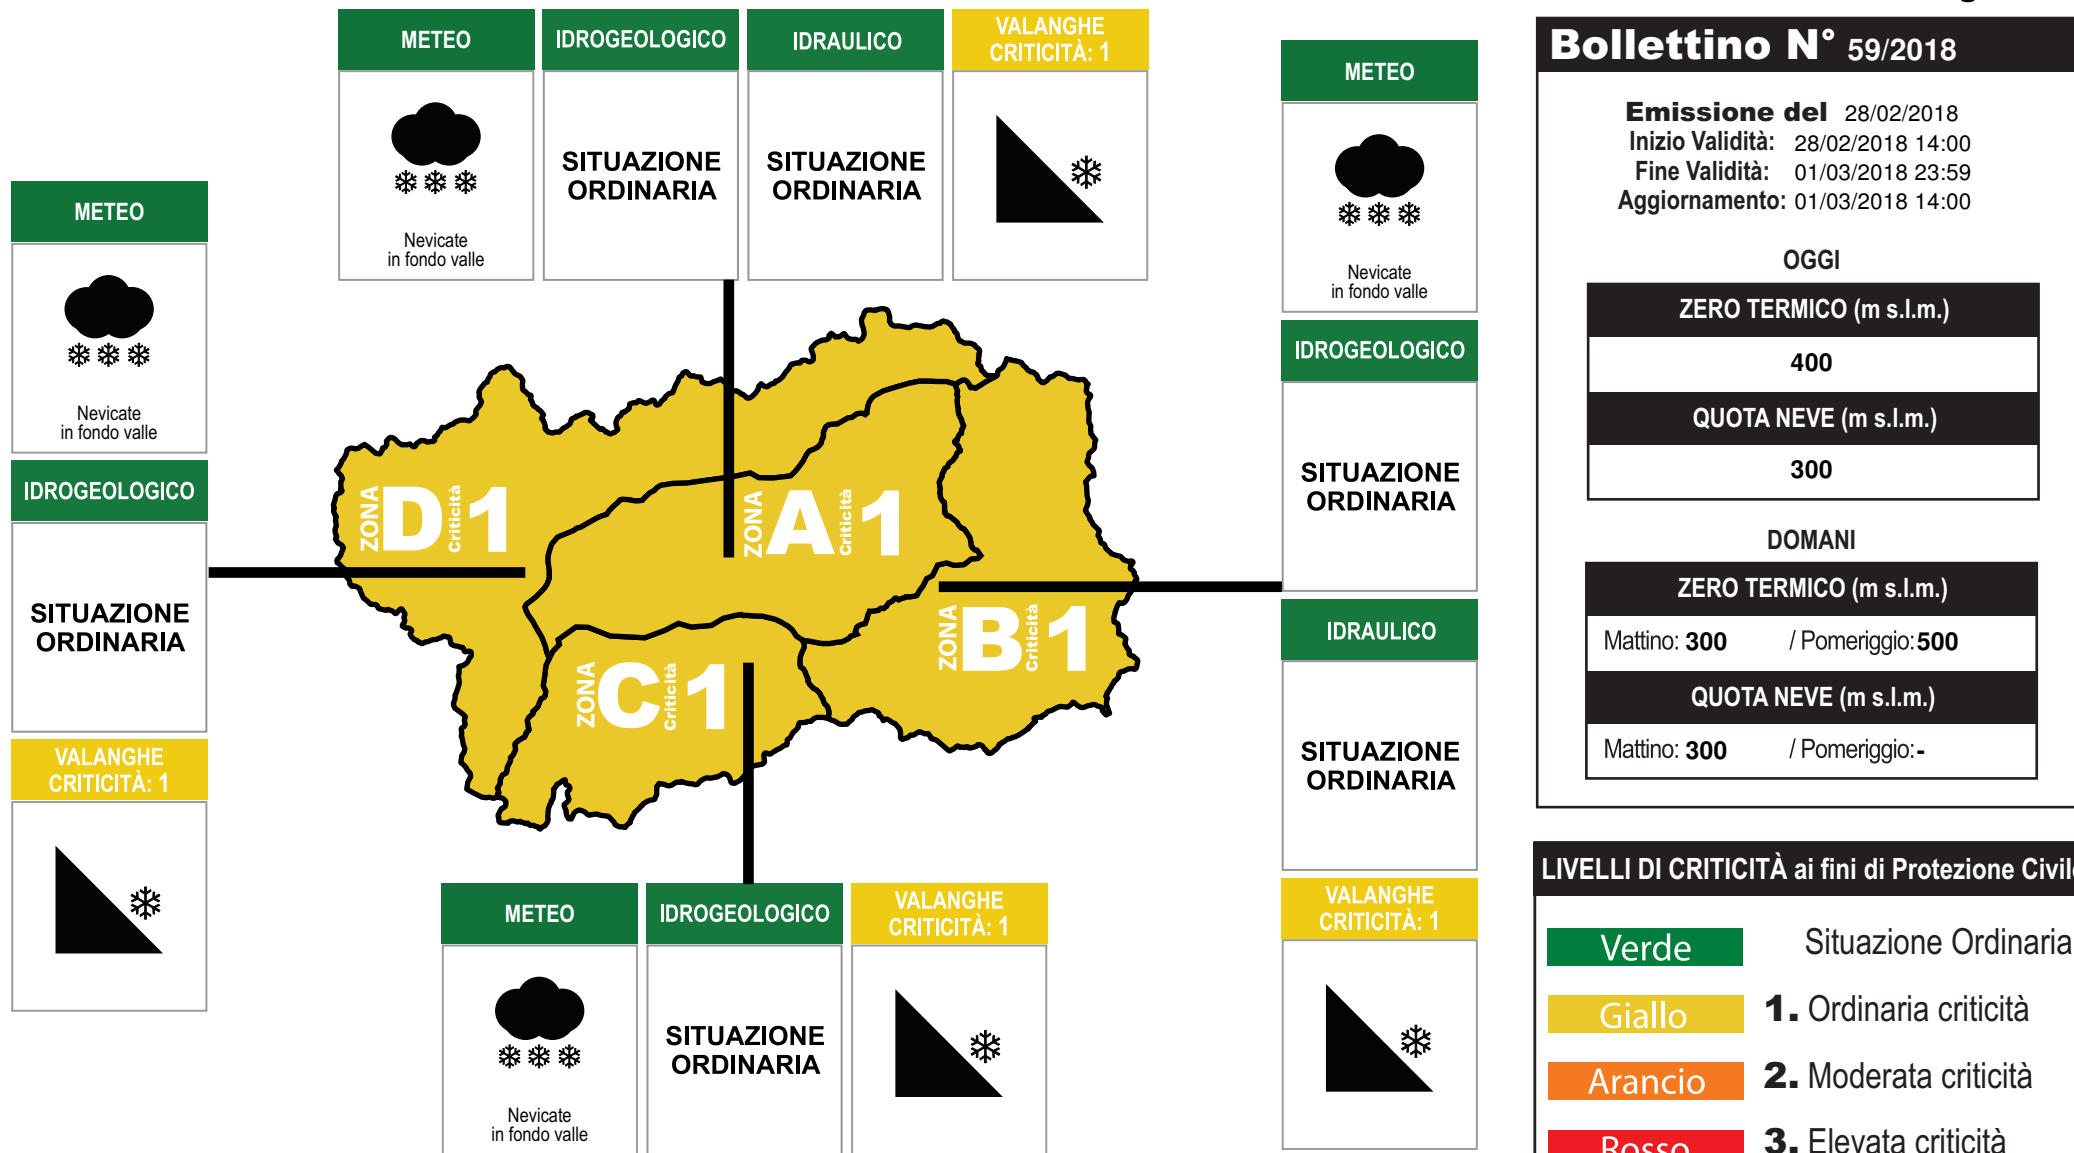 METEO
IDROGEOLOGICO
IDRAULICO
VALANGHE
CRITICITÀ: 1
Nevicate
in fondo valle
SITUAZIONE
ORDINARIA
SITUAZIONE
ORDINARIA
METEO
Nevicate
in fondo valle
IDROGEOLOGICO
SITUAZIONE
ORDINARIA
VALANGHE
CRITICITÀ: 1
ZONA D Criticità 1
ZONA A Criticità 1
ZONA B Criticità 1
ZONA C Criticità 1
METEO
Nevicate
in fondo valle
IDROGEOLOGICO
SITUAZIONE
ORDINARIA
IDRAULICO
SITUAZIONE
ORDINARIA
VALANGHE
CRITICITÀ: 1
METEO
IDROGEOLOGICO
VALANGHE
CRITICITÀ: 1
Nevicate
in fondo valle
SITUAZIONE
ORDINARIA
Bollettino N° 59/2018
Emissione del 28/02/2018
Inizio Validità: 28/02/2018 14:00
Fine Validità: 01/03/2018 23:59
Aggiornamento: 01/03/2018 14:00
OGGI
ZERO TERMICO (m s.l.m.)
400
QUOTA NEVE (m s.l.m.)
300
DOMANI
ZERO TERMICO (m s.l.m.)
Mattino: 300 / Pomeriggio: 500
QUOTA NEVE (m s.l.m.)
Mattino: 300 / Pomeriggio: -
LIVELLI DI CRITICITÀ ai fini di Protezione Civile
Verde Situazione Ordinaria
Giallo 1. Ordinaria criticità
Arancio 2. Moderata criticità
Rosso 3. Elevata criticità